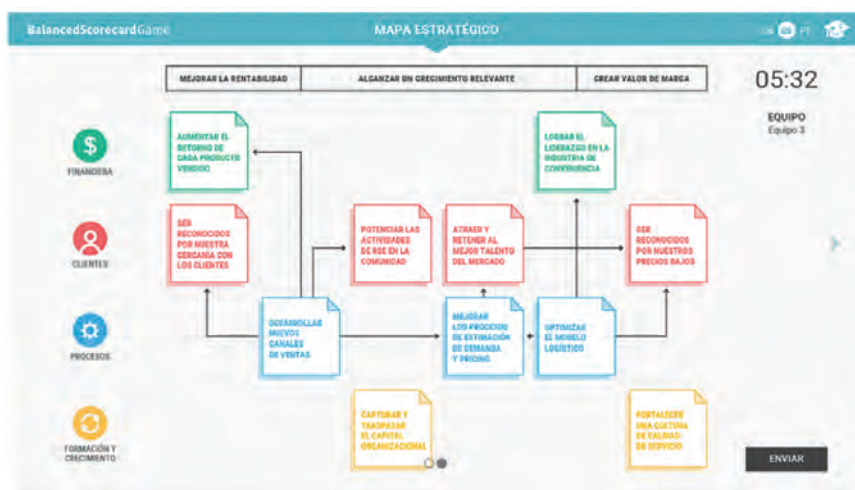 BalancedScorecardGame
MAPA ESTRATÉGICO
EN ES PT
MEJORAR LA RENTABILIDAD
ALCANZAR UN CRECIMIENTO RELEVANTE
CREAR VALOR DE MARCA
05:32
EQUIPO
Equipo 3
FINANCIERA
AUMENTAR EL
RETORNO DE
CADA PRODUCTO
VENDIDO
LOGRAR EL
LIDERAZGO EN LA
INDUSTRIA DE
CONVENIENCIA
CLIENTES
SER
RECONOCIDOS
POR NUESTRA
CERCANÍA CON
LOS CLIENTES
POTENCIAR LAS
ACTIVIDADES
DE RSE EN LA
COMUNIDAD
ATRAER Y
RETENER AL
MEJOR TALENTO
DEL MERCADO
SER
RECONOCIDOS
POR NUESTROS
PRECIOS BAJOS
PROCESOS
DESARROLLAR
NUEVOS
CANALES
DE VENTAS
MEJORAR
LOS PROCESOS
DE ESTIMACIÓN
DE DEMANDA
Y PRICING
OPTIMIZAR
EL MODELO
LOGÍSTICO
FORMACIÓN Y
CRECIMIENTO
CAPTURAR Y
TRASPASAR
EL CAPITAL
ORGANIZACIONAL
FORTALECER
UNA CULTURA
DE CALIDAD
DE SERVICIO
ENVIAR